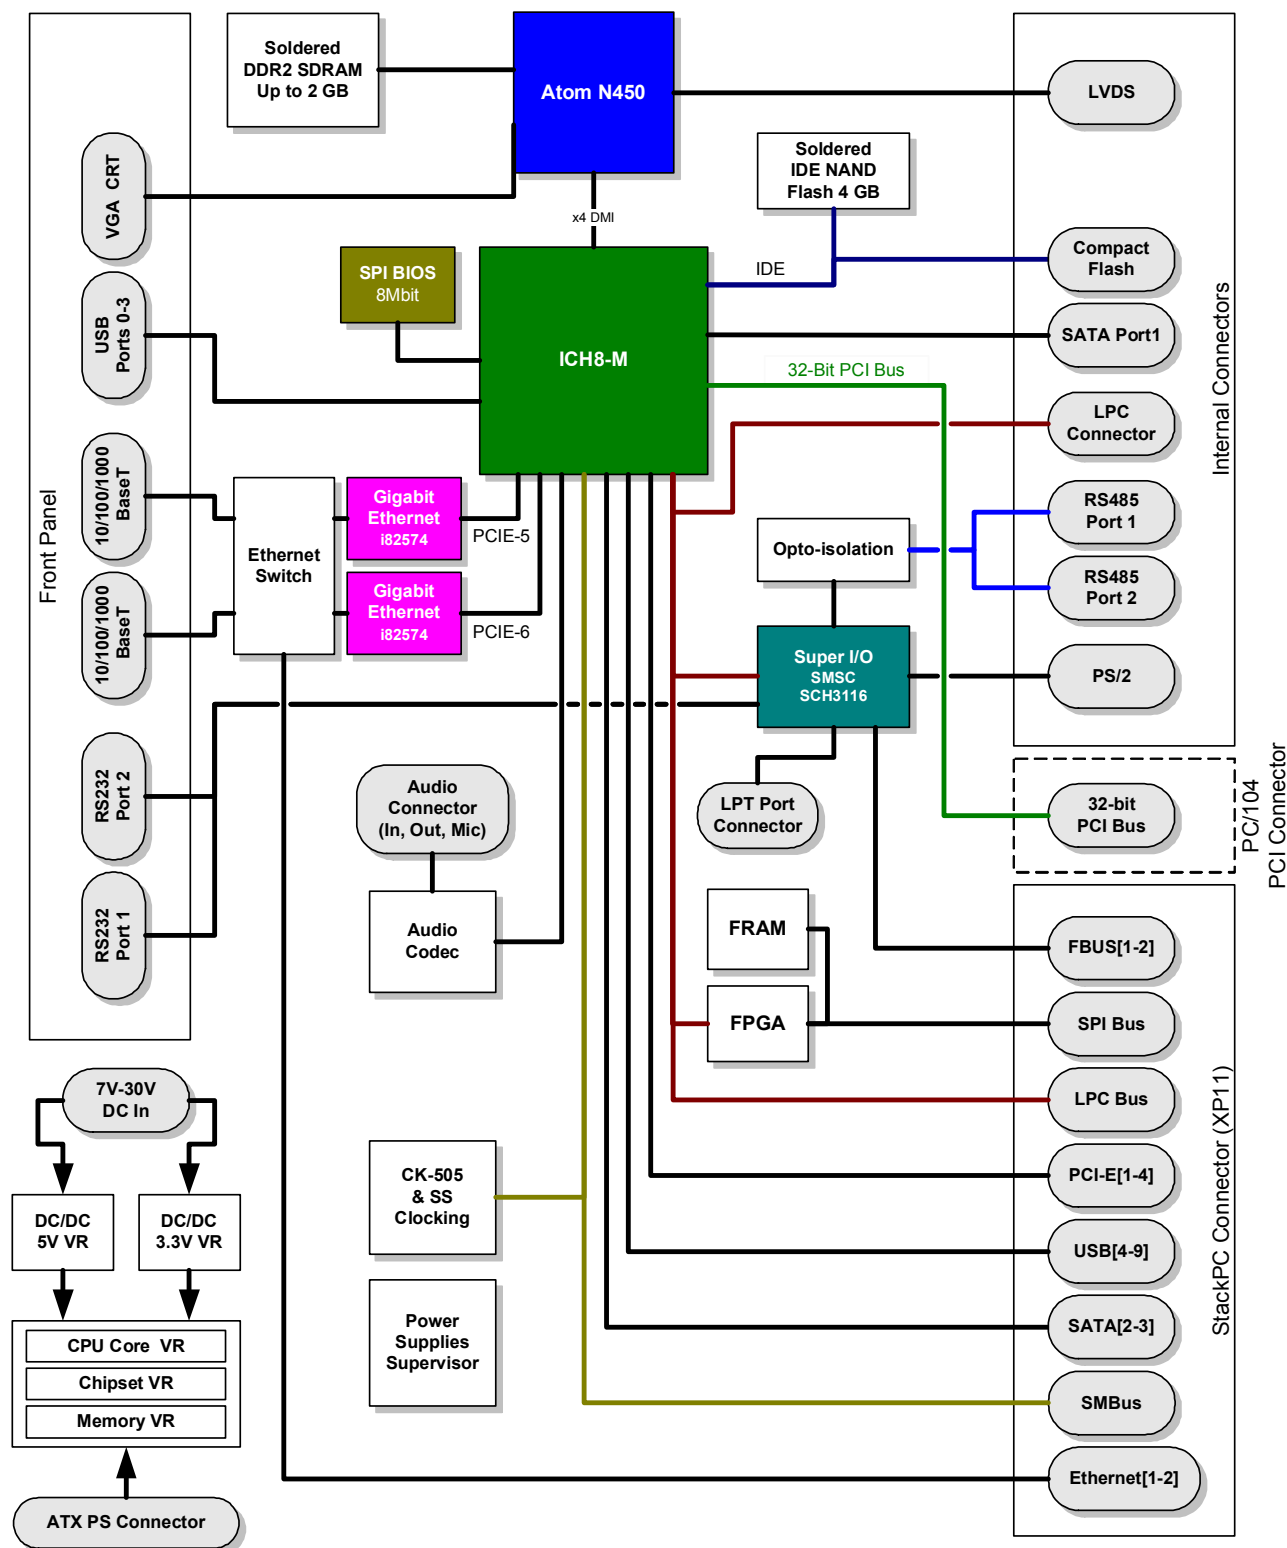 Soldered
DDR2 SDRAM
Up to 2 GB
Atom N450
LVDS
Soldered
IDE NAND
Flash 4 GB
VGA  CRT
x4 DMI
SPI BIOS
8Mbit
IDE
Compact
Flash
USB
Ports 0-3
ICH8-M
SATA Port1
32-Bit PCI Bus
LPC
Connector
Internal Connectors
10/100/1000
BaseT
Gigabit
Ethernet
i82574
PCIE-5
RS485
Port 1
Front Panel
Ethernet
Switch
Opto-isolation
RS485
Port 2
10/100/1000
BaseT
Gigabit
Ethernet
i82574
PCIE-6
Super I/O
SMSC
SCH3116
PS/2
RS232
Port 2
Audio
Connector
(In, Out, Mic)
LPT Port
Connector
32-bit
PCI Bus
PC/104
PCI Connector
RS232
Port 1
Audio
Codec
FRAM
FBUS[1-2]
FPGA
SPI Bus
7V-30V
DC In
LPC Bus
CK-505
& SS
Clocking
PCI-E[1-4]
StackPC Connector (XP11)
DC/DC
5V VR
DC/DC
3.3V VR
USB[4-9]
Power
Supplies
Supervisor
SATA[2-3]
CPU Core  VR
Chipset VR
Memory VR
SMBus
Ethernet[1-2]
ATX PS Connector